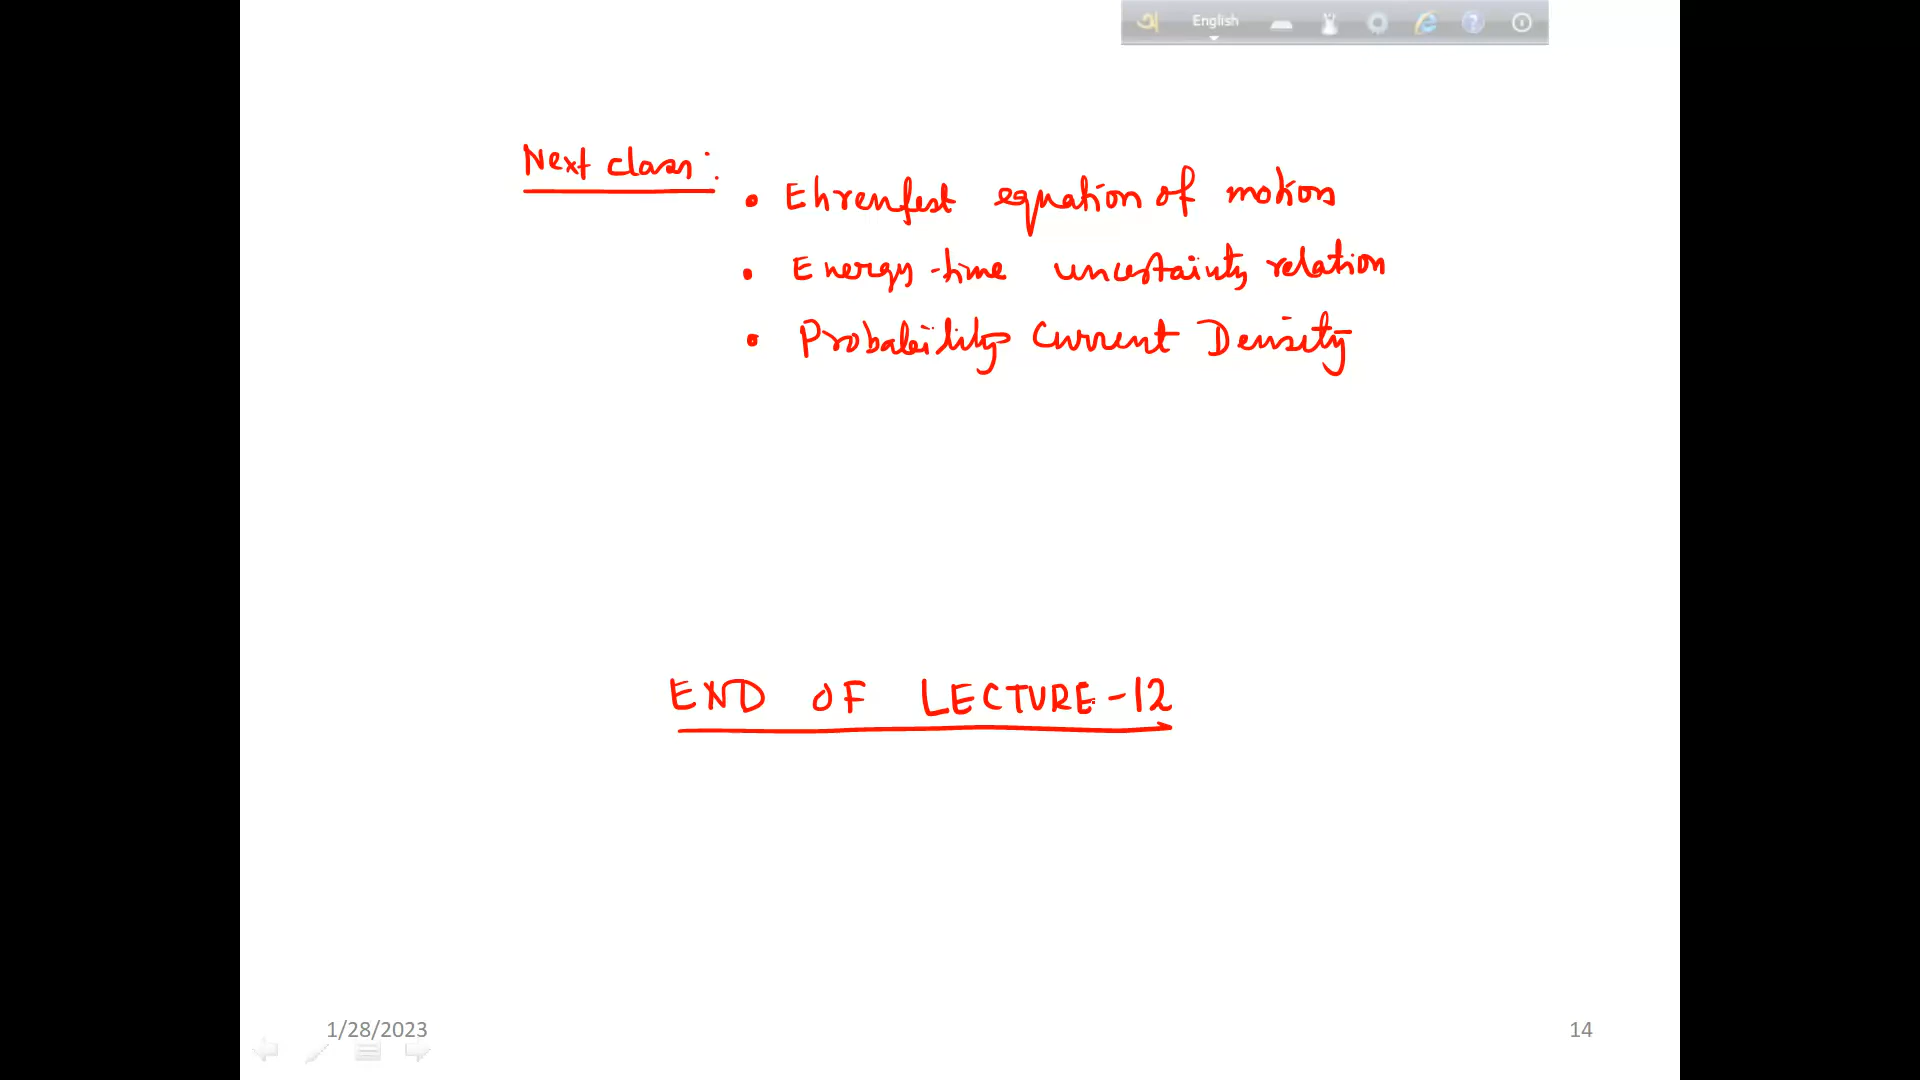 অ English
Next class:
• Ehrenfest equation of motion
• Energy-time uncertainty relation
• Probability Current Density
END OF LECTURE-12
1/28/2023
14